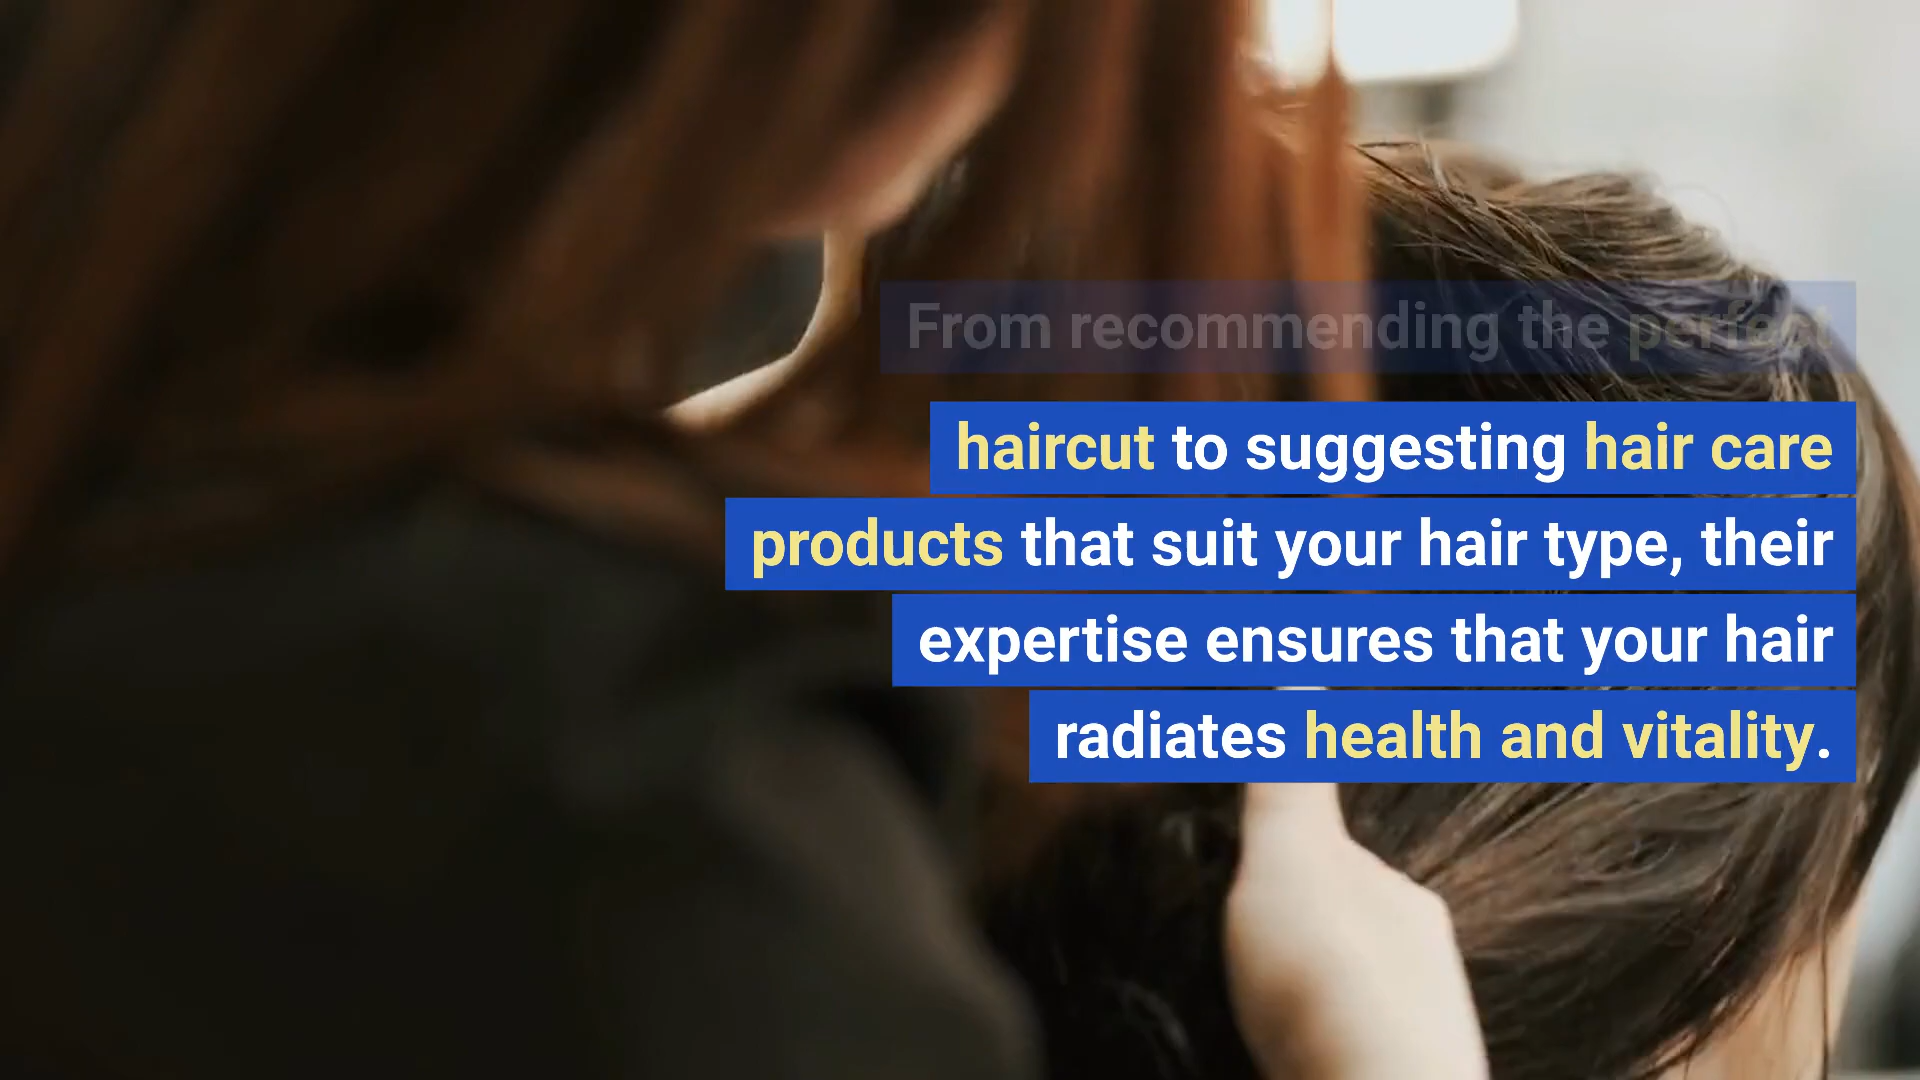 From recommending the perfect
haircut to suggesting hair care
products that suit your hair type, their
expertise ensures that your hair
radiates health and vitality.